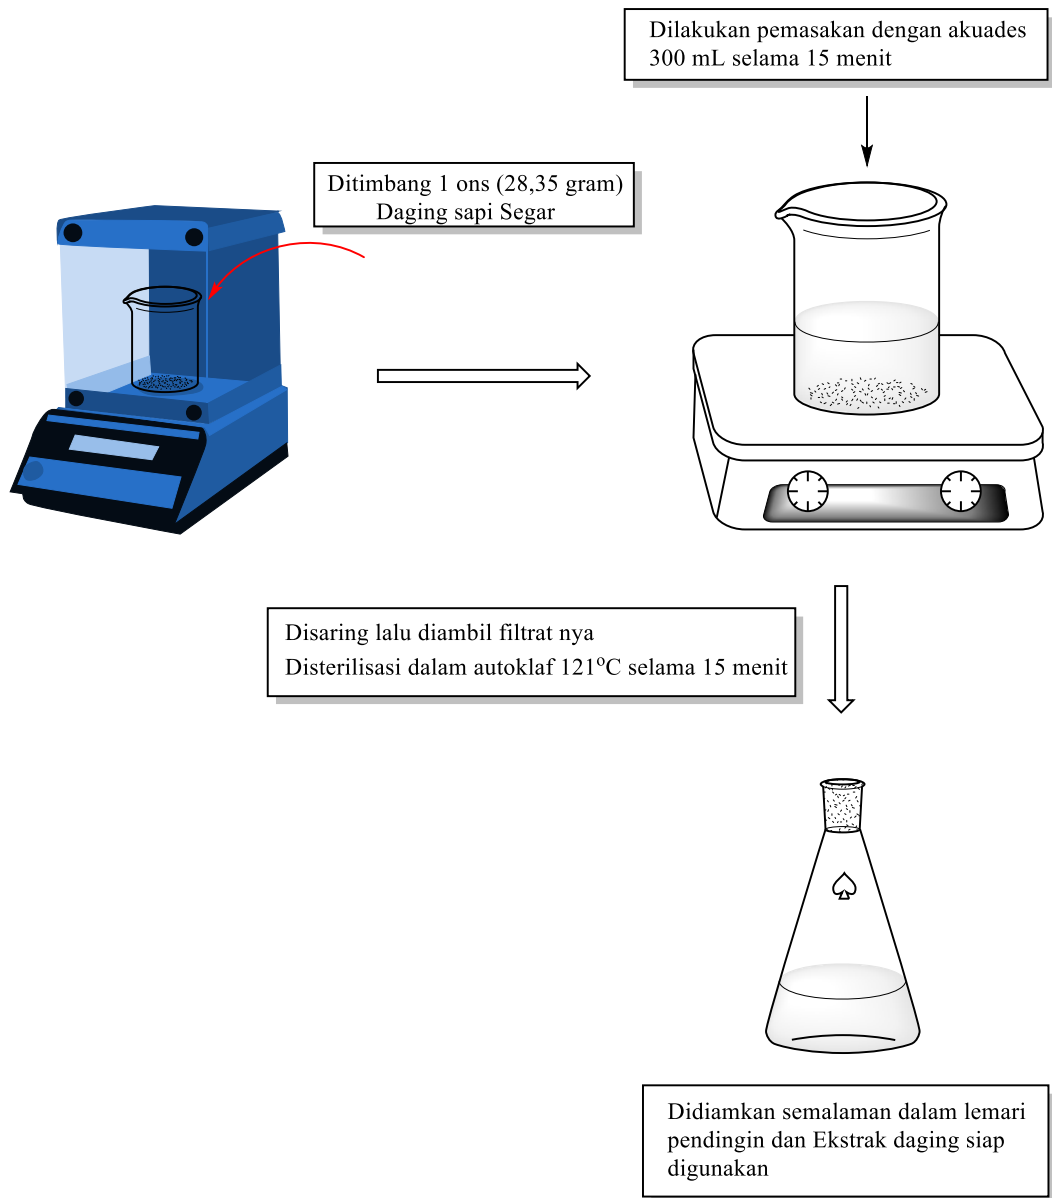 Dilakukan pemasakan dengan akuades
300 mL selama 15 menit
Ditimbang 1 ons (28,35 gram)
Daging sapi Segar
Disaring lalu diambil filtrat nya
Disterilisasi dalam autoklaf 121°C selama 15 menit
Didiamkan semalaman dalam lemari
pendingin dan Ekstrak daging siap
digunakan